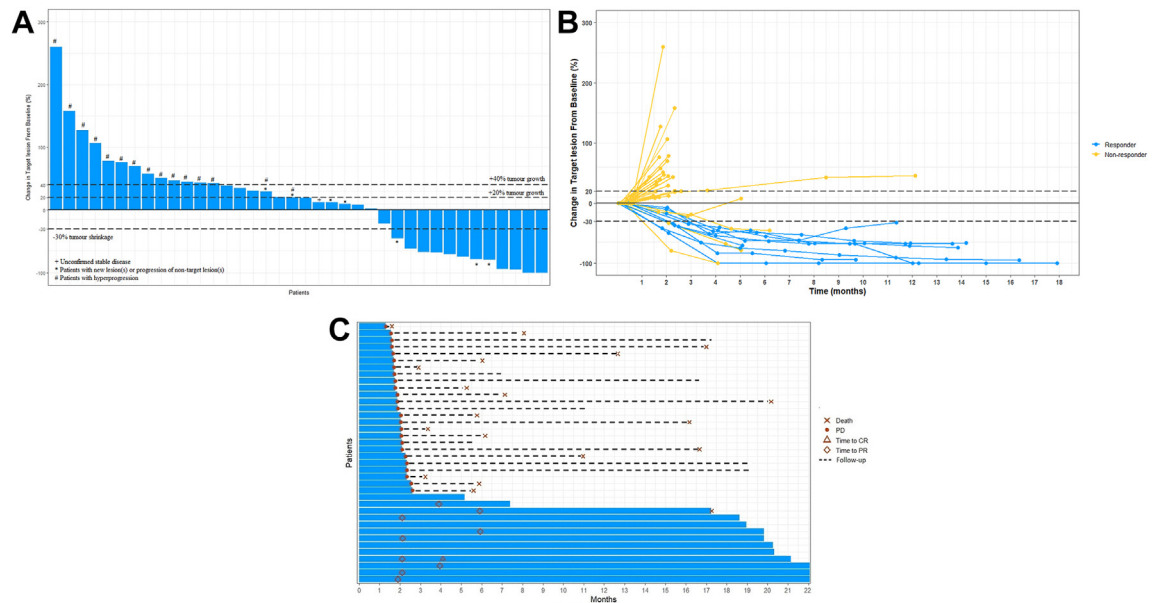 A
Change in Target lesion From Baseline (%)
300
200
100
40
20
0
-30
-100
+40% tumour growth
+20% tumour growth
-30% tumour shrinkage
+ Unconfirmed stable disease
* Patients with new lesion(s) or progression of non-target lesion(s)
# Patients with hyperprogression
Patients
B
Change in Target lesion From Baseline (%)
300
200
100
20
0
-30
-100
1 2 3 4 5 6 7 8 9 10 11 12 13 14 15 16 17 18
Time (months)
Responder
Non-responder
C
Patients
0 1 2 3 4 5 6 7 8 9 10 11 12 13 14 15 16 17 18 19 20 21 22
Months
Death
PD
Time to CR
Time to PR
Follow-up